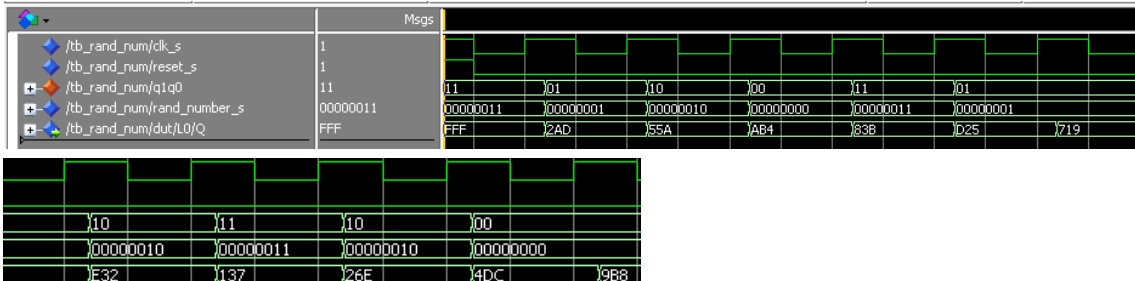 Msgs
/tb_rand_num/clk_s 1
/tb_rand_num/reset_s 1
/tb_rand_num/q1q0 11 11 01 10 00 11 01
/tb_rand_num/rand_number_s 00000011 00000011 00000001 00000010 00000000 00000011 00000001
/tb_rand_num/dut/L0/Q FFF FFF 2AD 55A AB4 83B D25 719
10 11 10 00
00000010 00000011 00000010 00000000
E32 137 26E 4DC 9B8